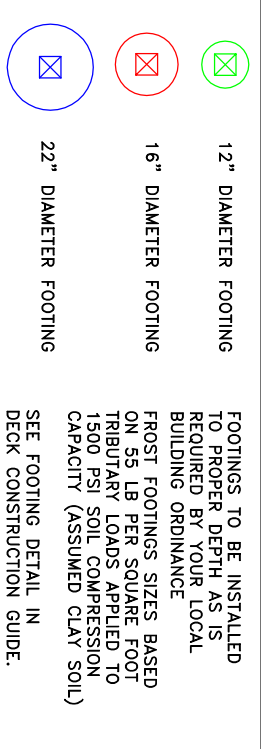 12" DIAMETER FOOTING
16" DIAMETER FOOTING
22" DIAMETER FOOTING
FOOTINGS TO BE INSTALLED
TO PROPER DEPTH AS IS
REQUIRED BY YOUR LOCAL
BUILDING ORDINANCE
FROST FOOTINGS SIZES BASED
ON 55 LB PER SQUARE FOOT
TRIBUTARY LOADS APPLIED TO
1500 PSI SOIL COMPRESSION
CAPACITY (ASSUMED CLAY SOIL)
SEE FOOTING DETAIL IN
DECK CONSTRUCTION GUIDE.